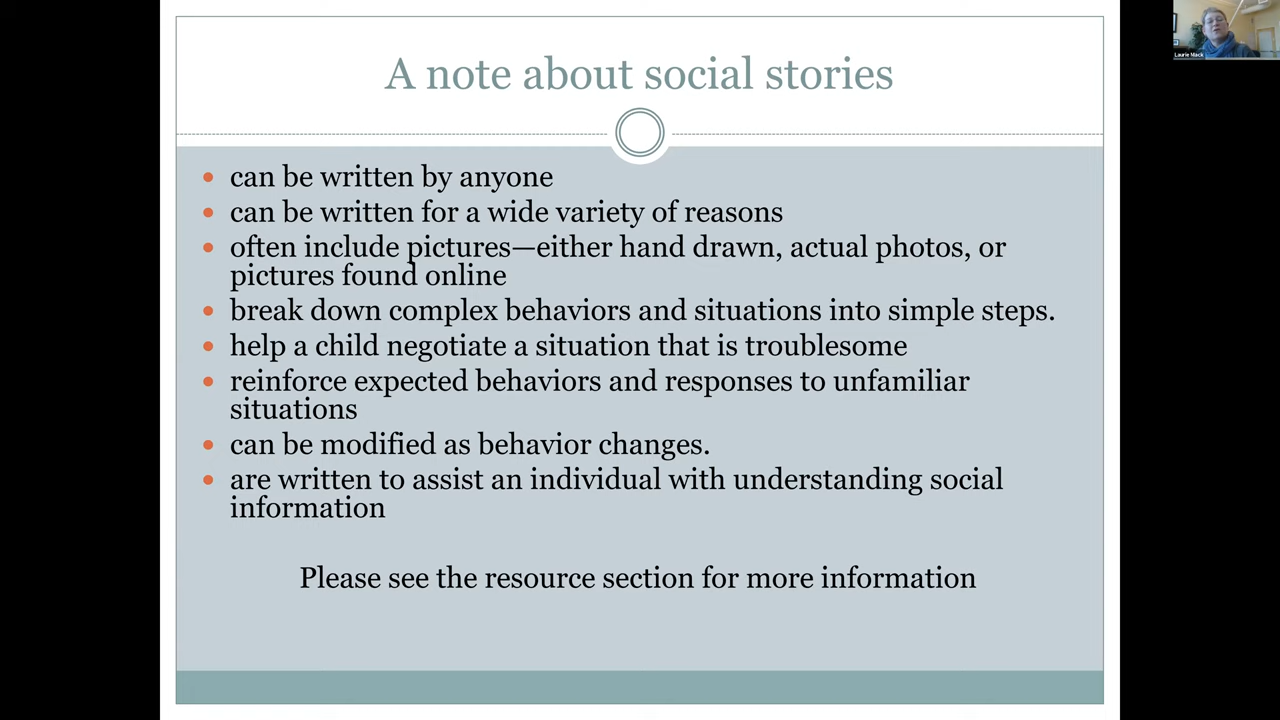 A note about social stories
Laurie Mack
• can be written by anyone
• can be written for a wide variety of reasons
• often include pictures—either hand drawn, actual photos, or
pictures found online
• break down complex behaviors and situations into simple steps.
• help a child negotiate a situation that is troublesome
• reinforce expected behaviors and responses to unfamiliar
situations
• can be modified as behavior changes.
• are written to assist an individual with understanding social
information
Please see the resource section for more information